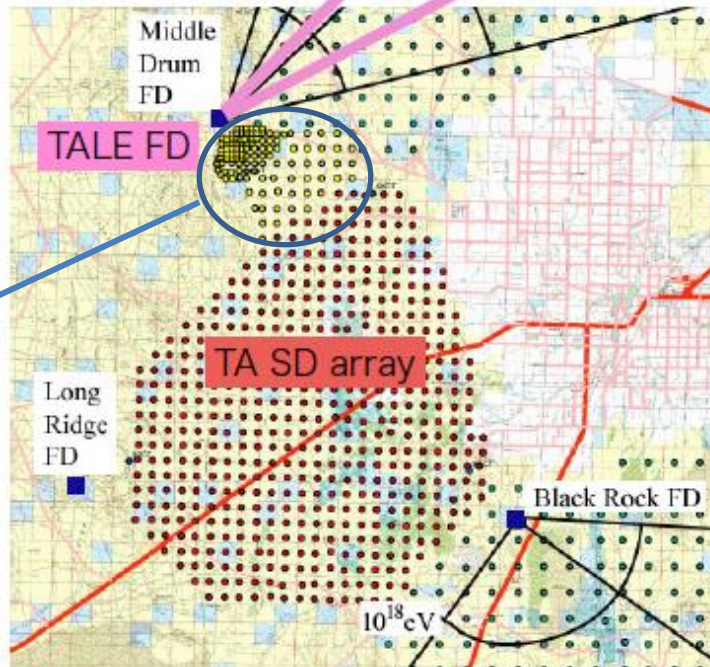 Middle
Drum
FD
TALE FD
TA SD array
Long
Ridge
FD
Black Rock FD
10¹⁸eV